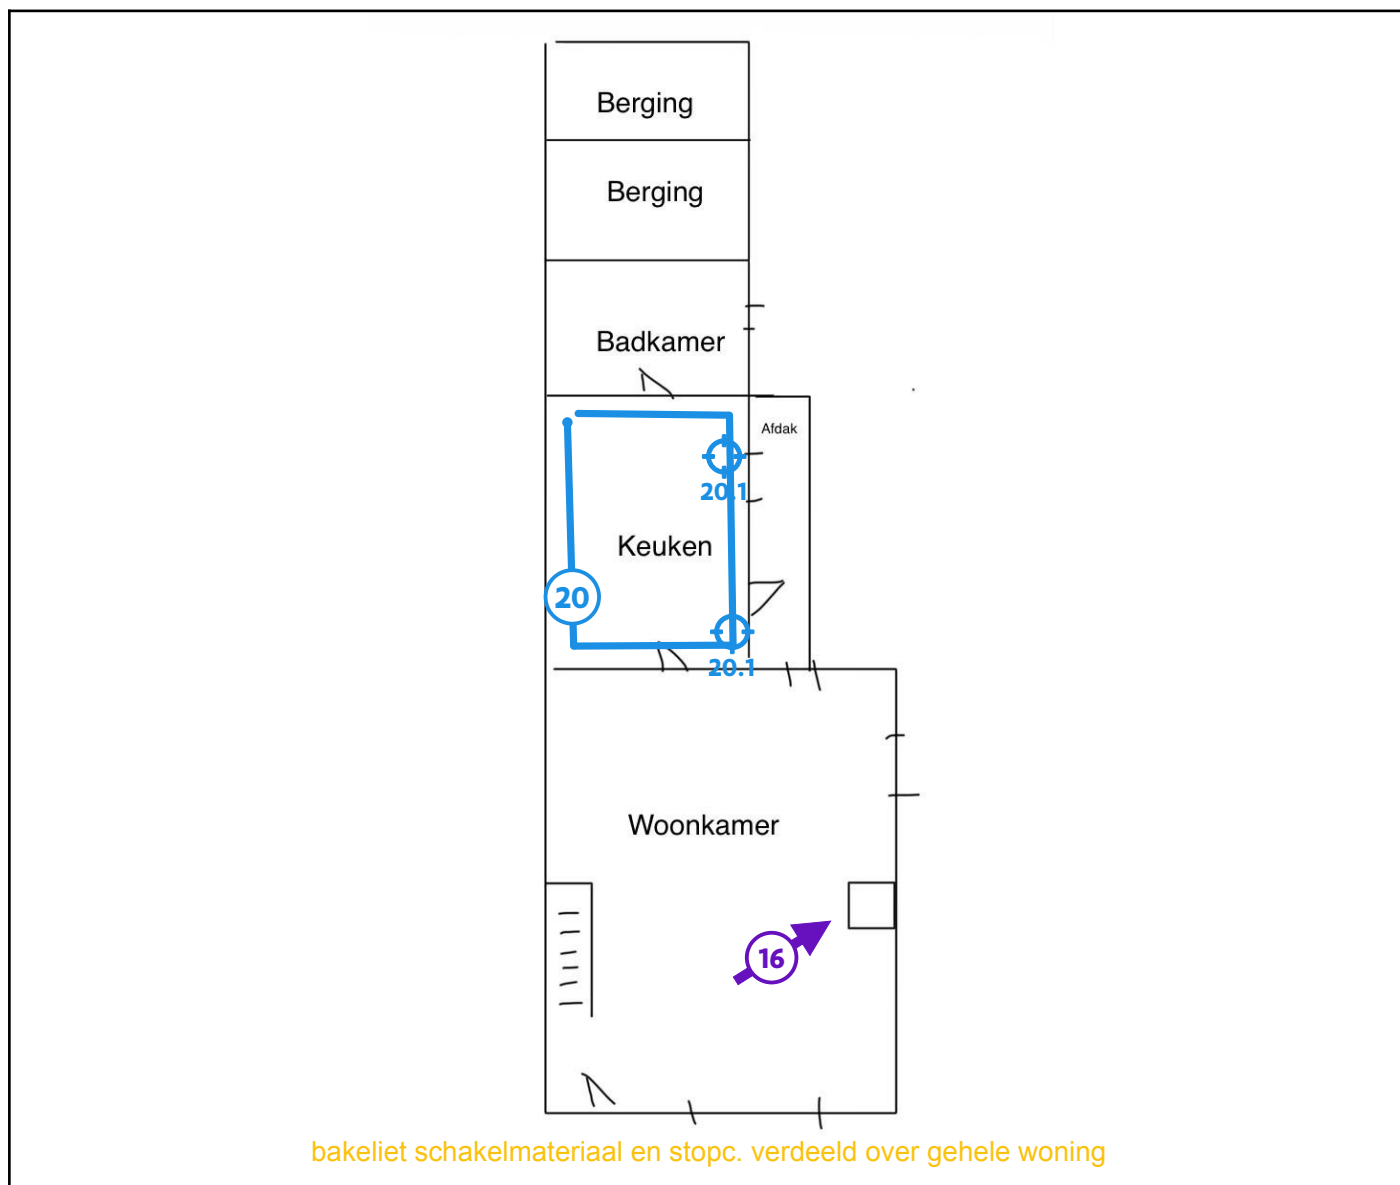 Berging
Berging
Badkamer
Afdak
20.1
Keuken
20
20.1
Woonkamer
16
bakeliet schakelmateriaal en stopc. verdeeld over gehele woning